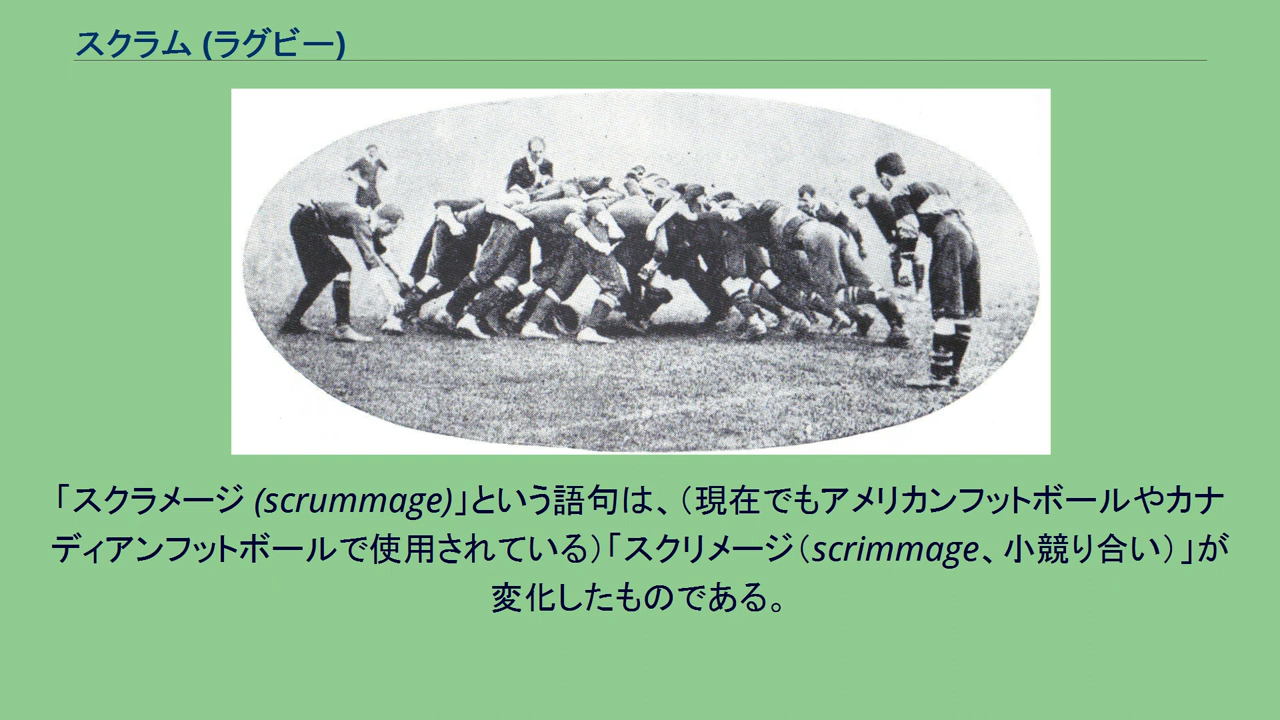 スクラム (ラグビー)
「スクラメージ (scrummage)」という語句は、（現在でもアメリカンフットボールやカナ
ディアンフットボールで使用されている）「スクリメージ（scrimmage、小競り合い）」が
変化したものである。